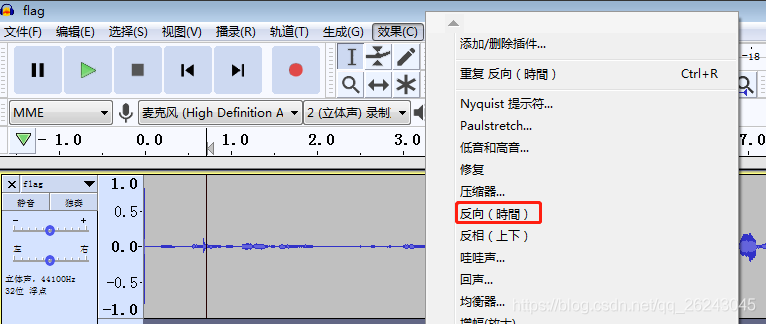 flag
文件(F) 编辑(E) 选择(S) 视图(V) 播录(R) 轨道(T) 生成(G) 效果(C)
添加/删除插件...
重复 反向（時間） Ctrl+R
Nyquist 提示符...
Paulstretch...
低音和高音...
修复
压缩器...
反向（時間）
反相（上下）
哇哇声...
回声...
均衡器...
增幅(放大)
-18
MME 麦克风 (High Definition A 2 (立体声) 录制
- 1.0 0.0 1.0 2.0 3.0 7.0
flag
静音 独奏
- +
左 右
立体声, 44100Hz
32位 浮点
1.0
0.5
0.0
-0.5
-1.0
https://blog.csdn.net/qq_26243045